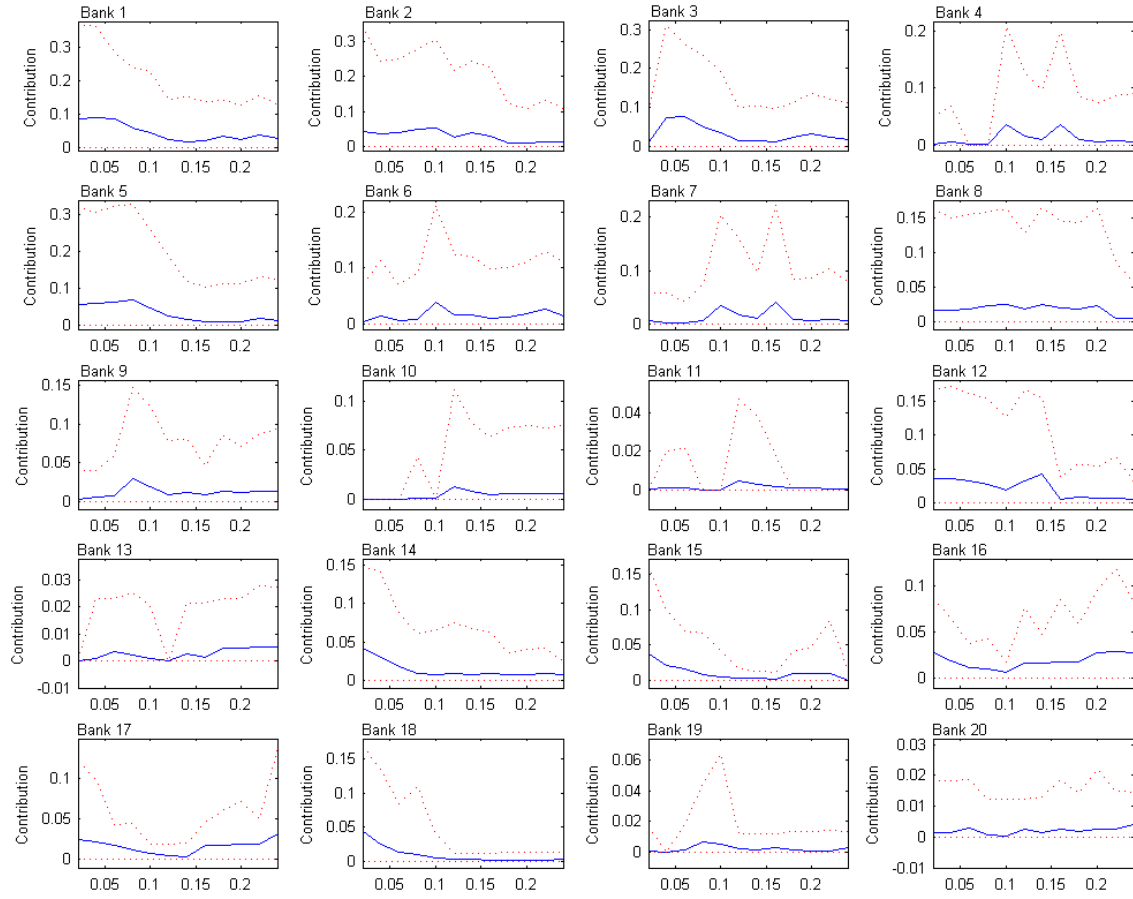 Bank 1 Bank 2 Bank 3 Bank 4
Contribution Contribution Contribution Contribution
0.3 0.3 0.3 0.2
0.2 0.2 0.2 0.1
0.1 0.1 0.1 0
0 0 0
0.05 0.1 0.15 0.2 0.05 0.1 0.15 0.2 0.05 0.1 0.15 0.2 0.05 0.1 0.15 0.2
Bank 5 Bank 6 Bank 7 Bank 8
Contribution Contribution Contribution Contribution
0.3 0.2 0.2 0.15
0.2 0.1 0.1 0.1
0.1 0 0 0.05
0 0
0.05 0.1 0.15 0.2 0.05 0.1 0.15 0.2 0.05 0.1 0.15 0.2 0.05 0.1 0.15 0.2
Bank 9 Bank 10 Bank 11 Bank 12
Contribution Contribution Contribution Contribution
0.15 0.1 0.04 0.15
0.1 0.05 0.02 0.1
0.05 0 0 0.05
0 0
0.05 0.1 0.15 0.2 0.05 0.1 0.15 0.2 0.05 0.1 0.15 0.2 0.05 0.1 0.15 0.2
Bank 13 Bank 14 Bank 15 Bank 16
Contribution Contribution Contribution Contribution
0.03 0.15 0.15 0.1
0.02 0.1 0.1 0.05
0.01 0.05 0.05 0
0 0 0
-0.01
0.05 0.1 0.15 0.2 0.05 0.1 0.15 0.2 0.05 0.1 0.15 0.2 0.05 0.1 0.15 0.2
Bank 17 Bank 18 Bank 19 Bank 20
Contribution Contribution Contribution Contribution
0.1 0.15 0.06 0.03
0.05 0.1 0.04 0.02
0 0.05 0.02 0.01
0 0 0
-0.01
0.05 0.1 0.15 0.2 0.05 0.1 0.15 0.2 0.05 0.1 0.15 0.2 0.05 0.1 0.15 0.2